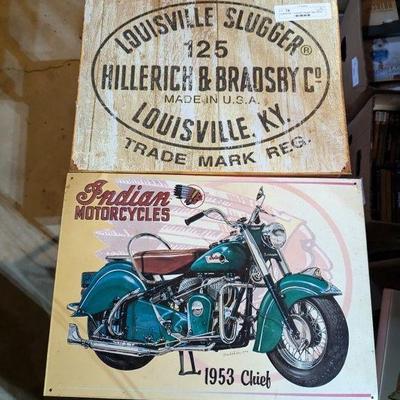 LOUISVILLE SLUGGER®
125
HILLERICH & BRADSBY Cº
MADE IN U.S.A.
LOUISVILLE, KY.
TRADE MARK REG.
Indian
MOTORCYCLES
1953 Chief